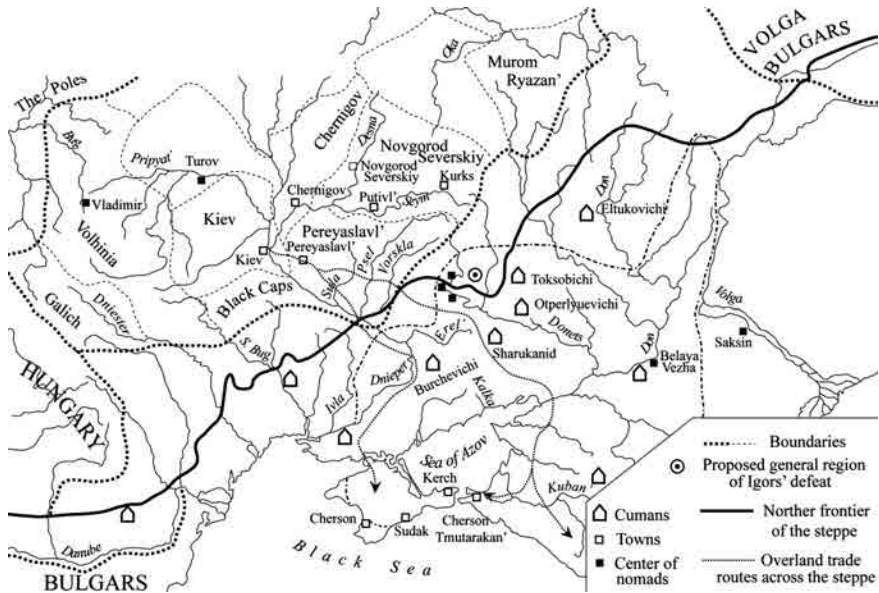 VOLGA
BULGARS
Oka
Murom
Ryazan'
The Poles
Bug
Pripyat'
Turov
Chernigov
Desna
Novgorod
Severskiy
Novgorod
Severskiy
Kurks
Chernigov
Putivl'
Seym
Vladimir
Volhinia
Kiev
Kiev
Pereyaslavl'
Pereyaslavl'
Sula
Psel
Vorskla
Don
Eltukovichi
Black Caps
Galich
Dniester
Sº Bug
HUNGARY
Toksobichi
Otperlyuevichi
Donets
Erel'
Sharukanid
Don
Belaya
Vezha
Volga
Saksin
Dnieper
Burchevichi
Ivla
Kalka
Sea of Azov
Kerch
Kuban
Cherson
Sudak
Cherson
Tmutarakan'
Black Sea
Danube
BULGARS
Boundaries
Proposed general region
of Igors' defeat
Cumans
Towns
Center of
nomads
Norther frontier
of the steppe
Overland trade
routes across the steppe